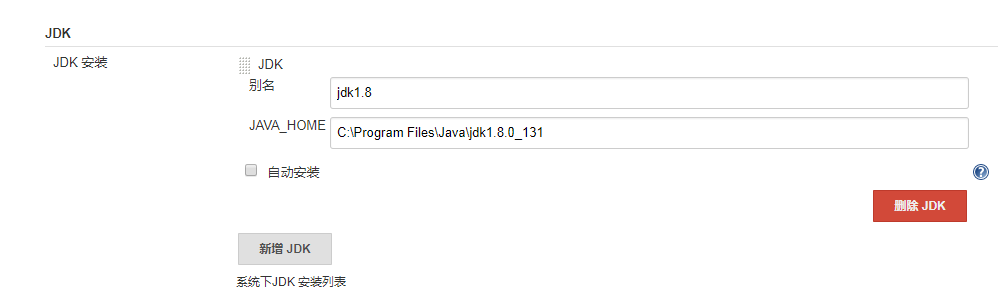 JDK
JDK 安装
JDK
别名
jdk1.8
JAVA_HOME
C:\Program Files\Java\jdk1.8.0_131
自动安装
?
删除 JDK
新增 JDK
系统下JDK 安装列表